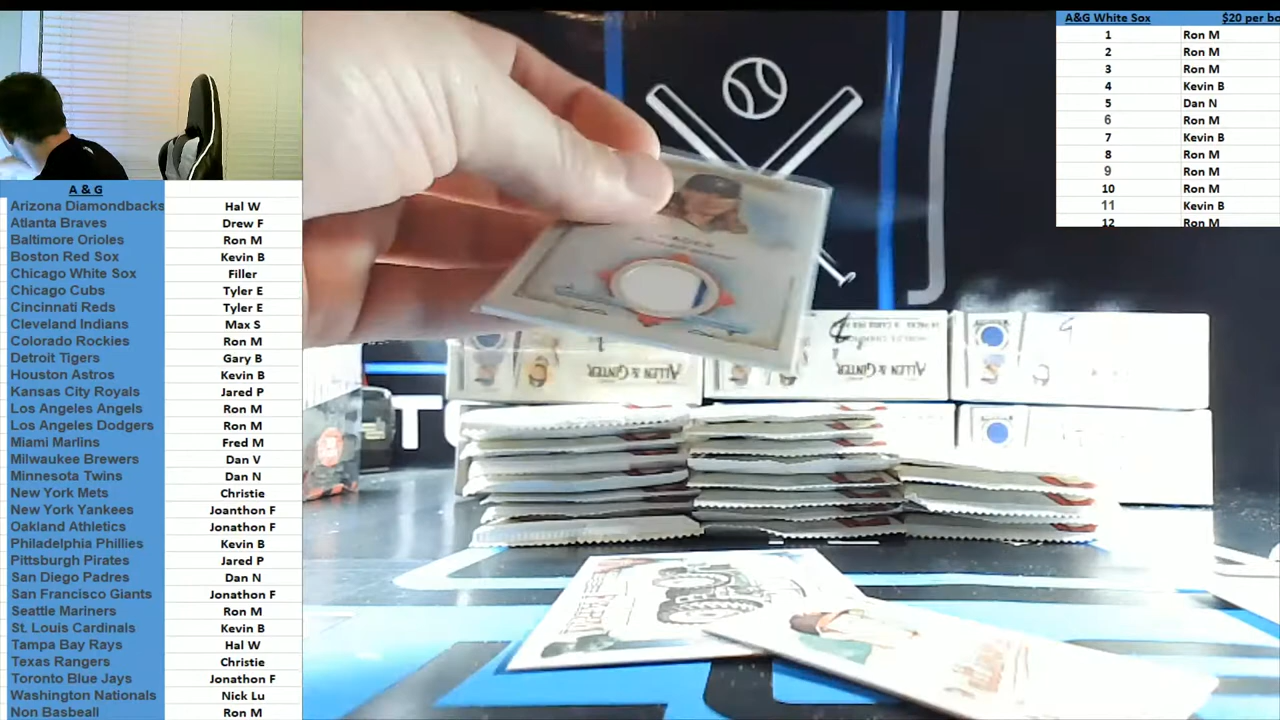 A&G White Sox $20 per bo
1 Ron M
2 Ron M
3 Ron M
4 Kevin B
5 Dan N
6 Ron M
7 Kevin B
8 Ron M
9 Ron M
10 Ron M
11 Kevin B
12 Ron M
A & G
Arizona Diamondbacks Hal W
Atlanta Braves Drew F
Baltimore Orioles Ron M
Boston Red Sox Kevin B
Chicago White Sox Filler
Chicago Cubs Tyler E
Cincinnati Reds Tyler E
Cleveland Indians Max S
Colorado Rockies Ron M
Detroit Tigers Gary B
Houston Astros Kevin B
Kansas City Royals Jared P
Los Angeles Angels Ron M
Los Angeles Dodgers Ron M
Miami Marlins Fred M
Milwaukee Brewers Dan V
Minnesota Twins Dan N
New York Mets Christie
New York Yankees Joanthon F
Oakland Athletics Jonathon F
Philadelphia Phillies Kevin B
Pittsburgh Pirates Jared P
San Diego Padres Dan N
San Francisco Giants Jonathon F
Seattle Mariners Ron M
St. Louis Cardinals Kevin B
Tampa Bay Rays Hal W
Texas Rangers Christie
Toronto Blue Jays Jonathon F
Washington Nationals Nick Lu
Non Basbeall Ron M
ALLEN & GINTER
ALLEN & GINTER